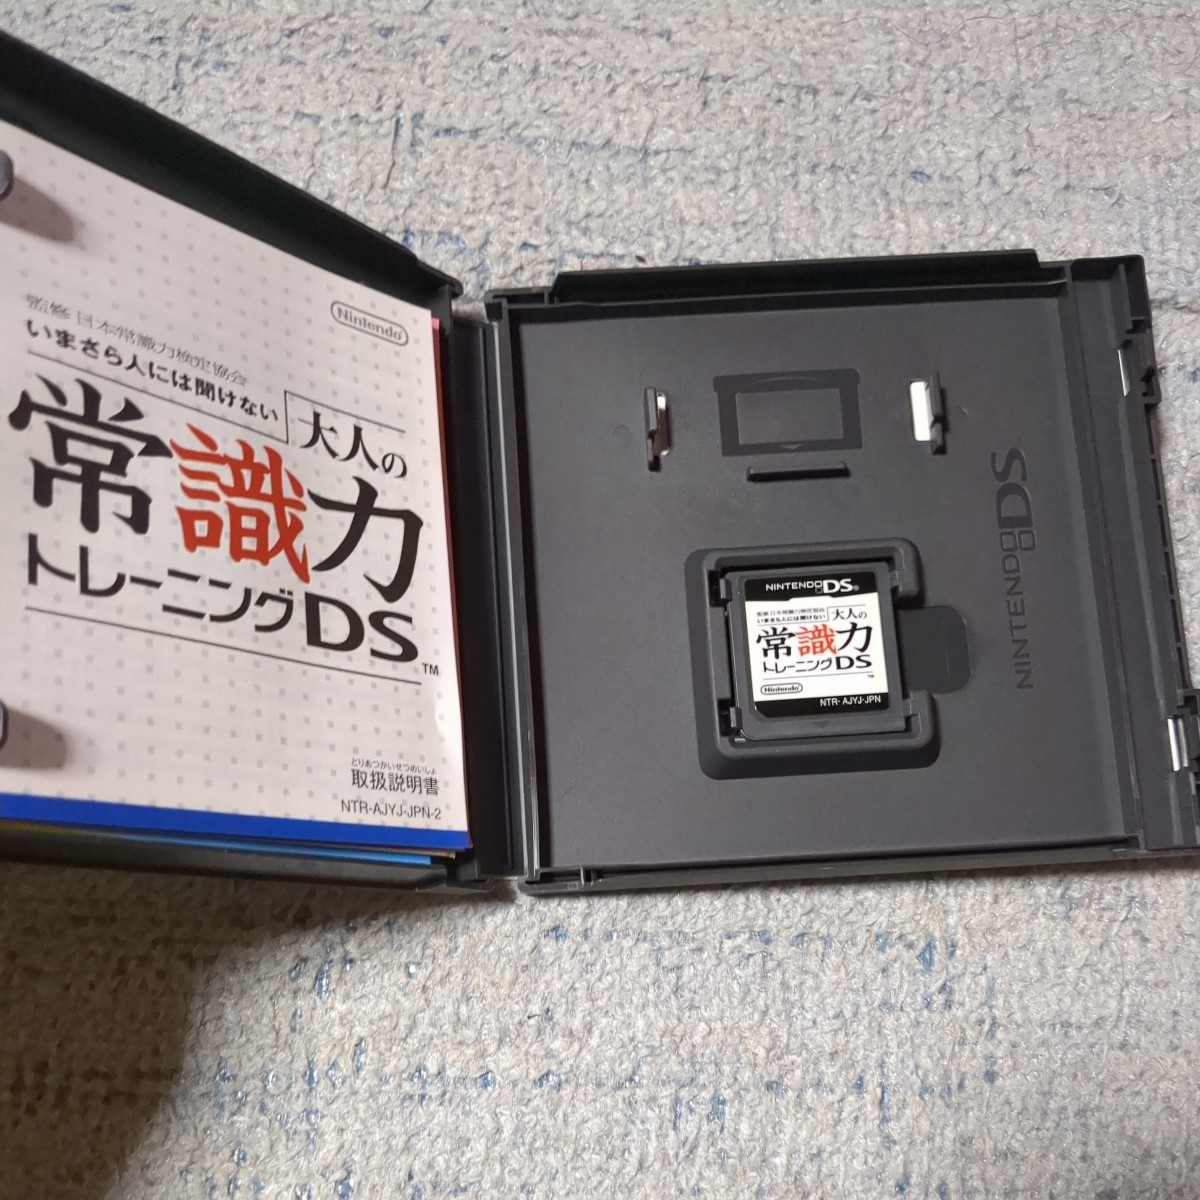 Nintendo
監修 日本常識力検定協会
いまさら人には聞けない
大人の
常識力
トレーニングDS™
とりあつかいせつめいしょ
取扱説明書
NTR-AJYJ-JPN-2
NINTENDO DS®
監修 日本常識力検定協会
いまさら人には聞けない
大人の
常識力
トレーニングDS
™
Nintendo
NTR-AJYJ-JPN
NINTENDO DS